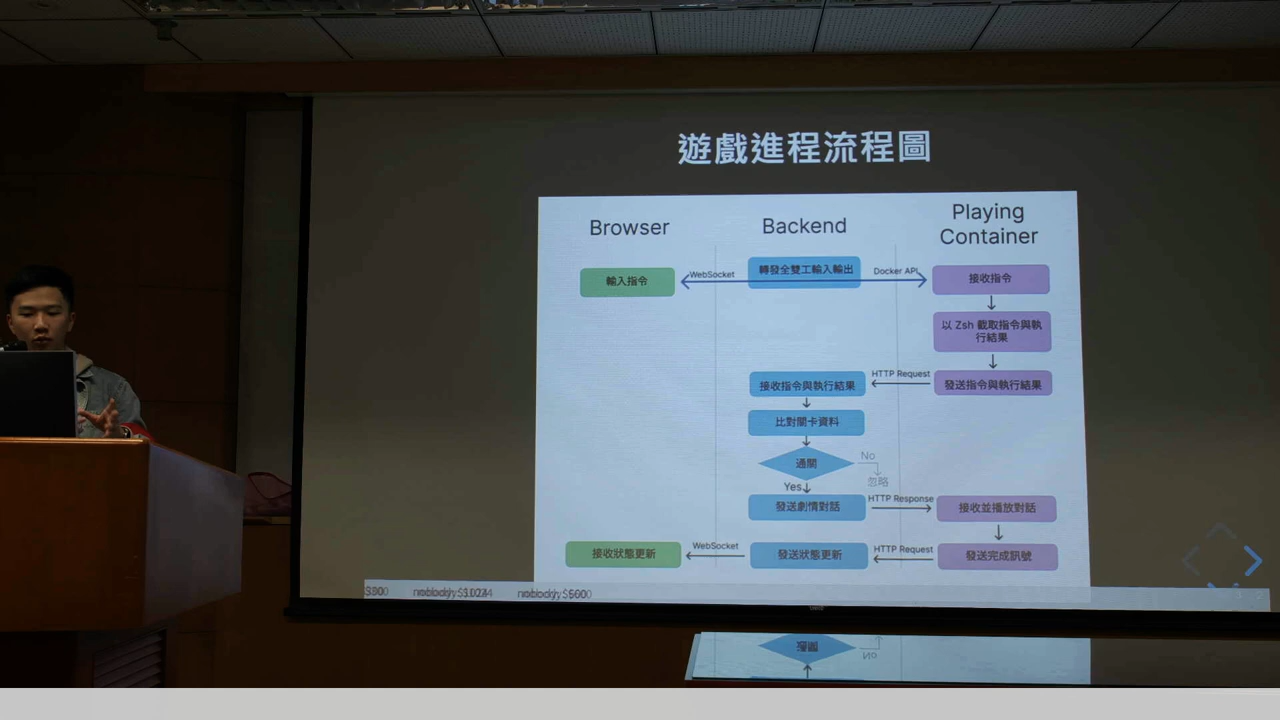 遊戲進程流程圖
Browser
Backend
Playing
Container
輸入指令
WebSocket
轉發全雙工輸入輸出
Docker API
接收指令
以 Zsh 截取指令與執
行結果
接收指令與執行結果
HTTP Request
發送指令與執行結果
比對關卡資料
通關
No
忽略
Yes
發送劇情對話
HTTP Response
接收並播放對話
接收狀態更新
WebSocket
發送狀態更新
HTTP Request
發送完成訊號
通關
No